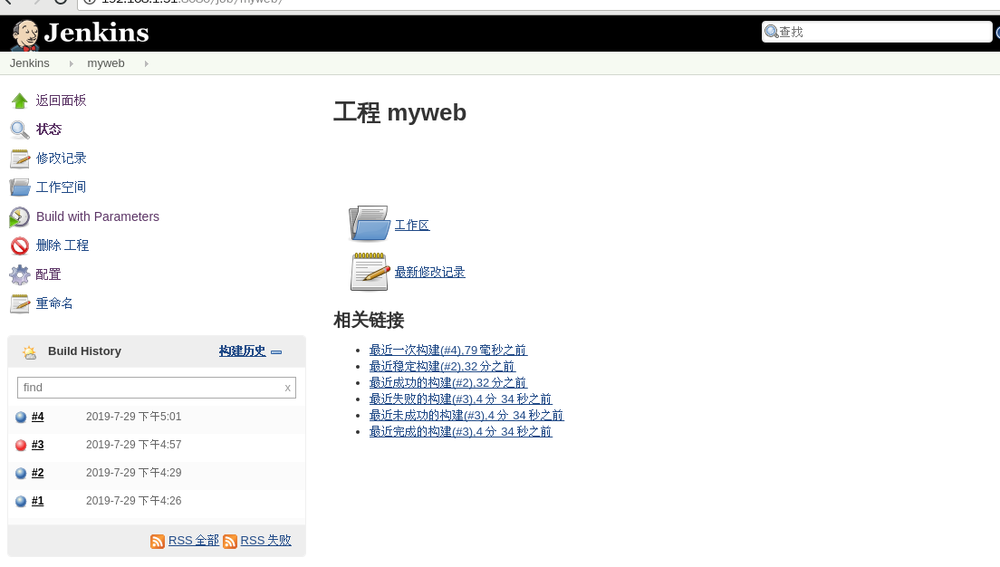 192.168.1.31:8080/job/myweb/
Jenkins
查找
Jenkins
myweb
返回面板
状态
修改记录
工作空间
Build with Parameters
删除 工程
配置
重命名
Build History
构建历史
find
x
#4 2019-7-29 下午5:01
#3 2019-7-29 下午4:57
#2 2019-7-29 下午4:29
#1 2019-7-29 下午4:26
RSS 全部 RSS 失败
工程 myweb
工作区
最新修改记录
相关链接
最近一次构建(#4),79 毫秒之前
最近稳定构建(#2),32 分之前
最近成功的构建(#2),32 分之前
最近失败的构建(#3),4 分 34 秒之前
最近未成功的构建(#3),4 分 34 秒之前
最近完成的构建(#3),4 分 34 秒之前